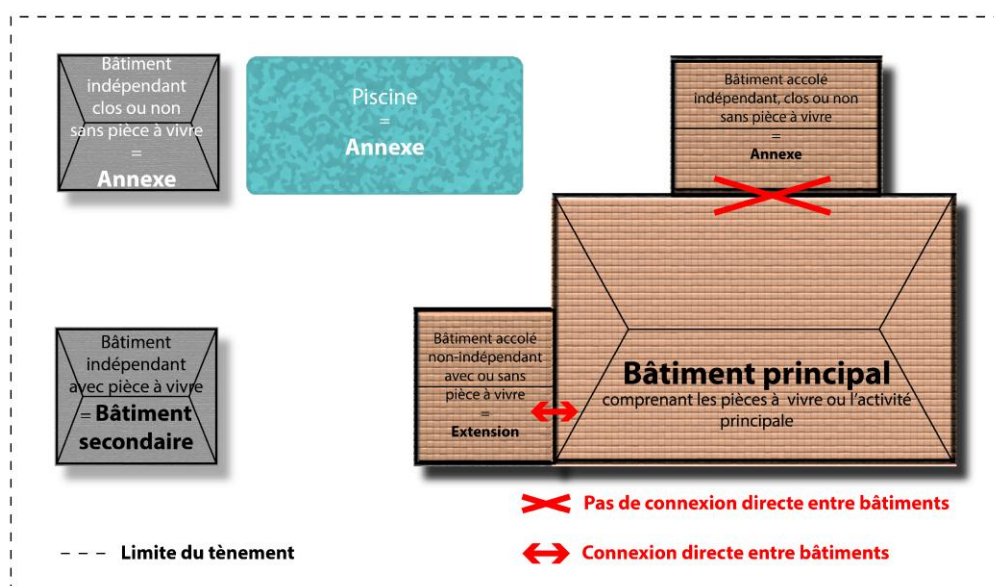 Bâtiment
indépendant
clos ou non
sans pièce à vivre
=
Annexe
Piscine
=
Annexe
Bâtiment accolé
indépendant, clos ou non
sans pièce à vivre
=
Annexe
Bâtiment
indépendant
avec pièce à vivre
= Bâtiment
secondaire
Bâtiment accolé
non-indépendant
avec ou sans
pièce à vivre
=
Extension
Bâtiment principal
comprenant les pièces à vivre ou l'activité
principale
Pas de connexion directe entre bâtiments
Limite du tènement
Connexion directe entre bâtiments